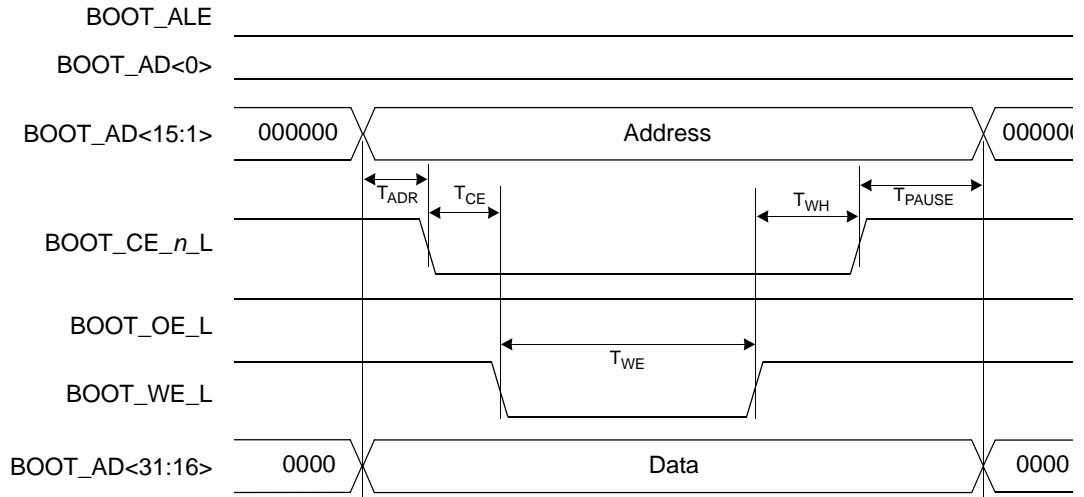 BOOT_ALE
BOOT_AD<0>
BOOT_AD<15:1> 000000 Address 000000
TADR TCE TWH TPAUSE
BOOT_CE_n_L
BOOT_OE_L
TWE
BOOT_WE_L
BOOT_AD<31:16> 0000 Data 0000